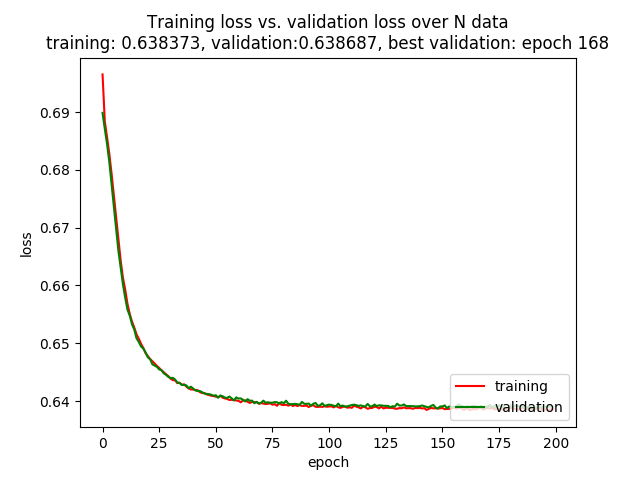 Training loss vs. validation loss over N data
training: 0.638373, validation:0.638687, best validation: epoch 168
0.69
0.68
0.67
0.66
0.65
0.64
loss
training
validation
0 25 50 75 100 125 150 175 200
epoch